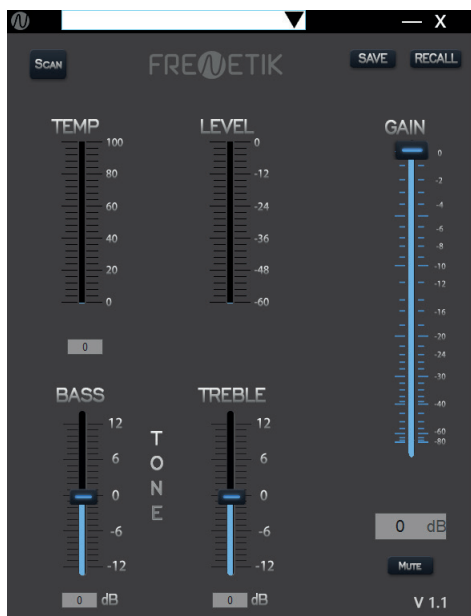 X
SCAN
FRENETIK
SAVE
RECALL
TEMP
100
80
60
40
20
0
0
LEVEL
0
-12
-24
-36
-48
-60
GAIN
0
-2
-4
-6
-8
-10
-12
-16
-20
-24
-30
-40
-60
-80
BASS
12
6
0
-6
-12
0 dB
TONE
TREBLE
12
6
0
-6
-12
0 dB
0 dB
MUTE
V 1.1